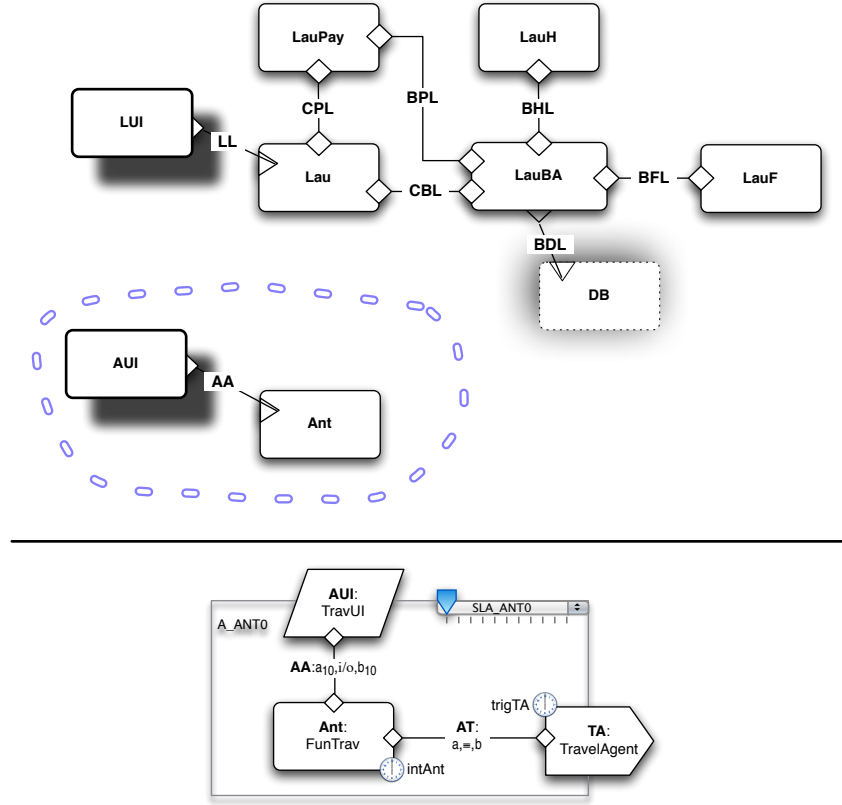 LauPay
LauH
CPL
BPL
BHL
LUI
LL
Lau
CBL
LauBA
BFL
LauF
BDL
DB
AUI
AA
Ant
AUI:
TravUI
SLA_ANT0
A_ANT0
AA:a10,i/o,b10
trigTA
Ant:
FunTrav
AT:
a,≡,b
TA:
TravelAgent
intAnt